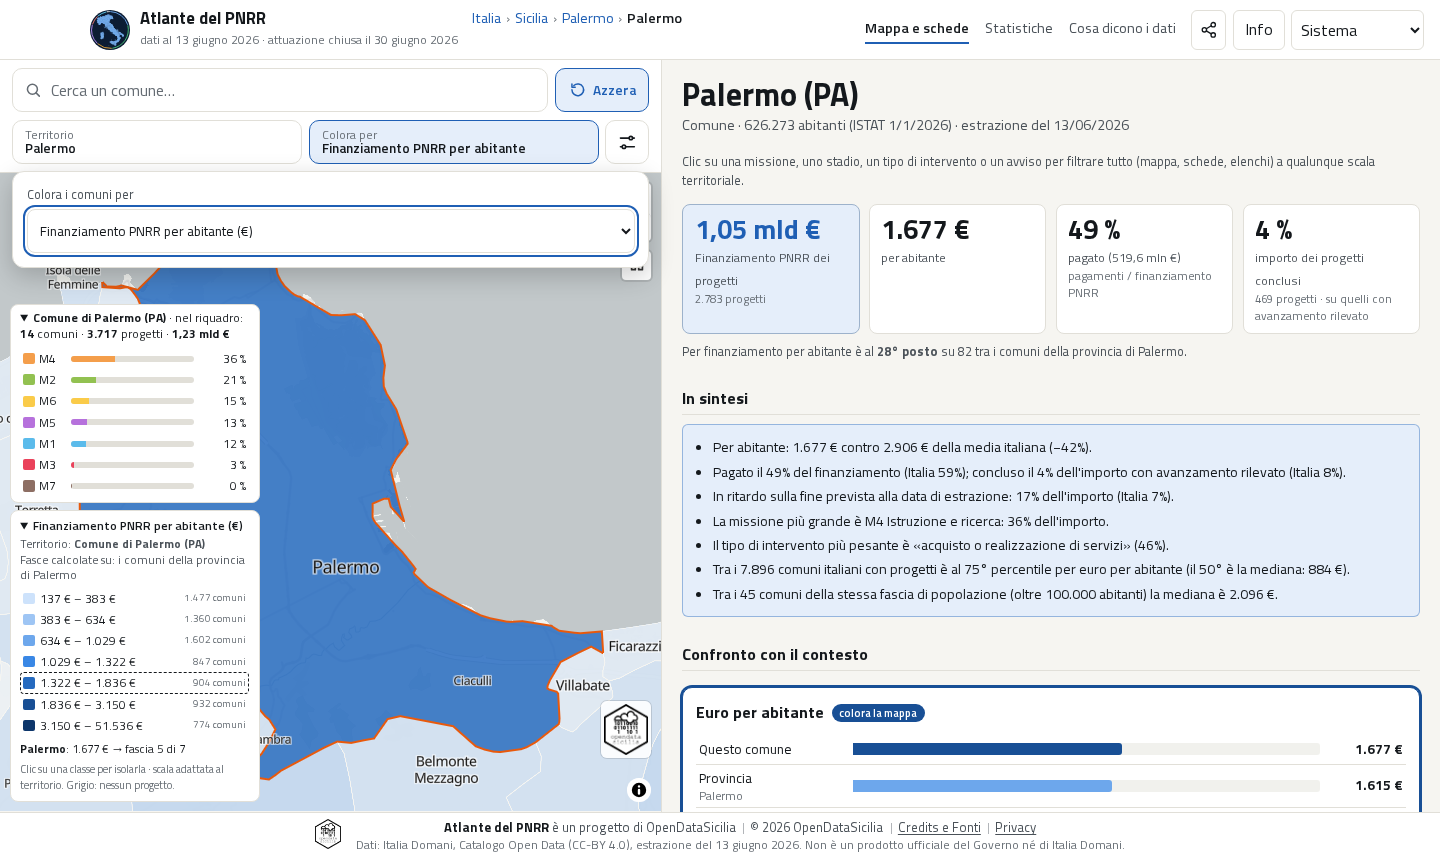 Atlante del PNRR
dati al 13 giugno 2026 · attuazione chiusa il 30 giugno 2026
Italia › Sicilia › Palermo › Palermo
Mappa e schede
Statistiche
Cosa dicono i dati
Info
Sistema
Cerca un comune...
Azzera
Territorio
Palermo
Colora per
Finanziamento PNRR per abitante
Colora i comuni per
Finanziamento PNRR per abitante (€)
Isola delle
Femmine
▼ Comune di Palermo (PA) · nel riquadro:
14 comuni · 3.717 progetti · 1,23 mld €
M4 36 %
M2 21 %
M6 15 %
M5 13 %
M1 12 %
M3 3 %
M7 0 %
▼ Finanziamento PNRR per abitante (€)
Territorio: Comune di Palermo (PA)
Fasce calcolate su: i comuni della provincia
di Palermo
137 € – 383 € 1.477 comuni
383 € – 634 € 1.360 comuni
634 € – 1.029 € 1.602 comuni
1.029 € – 1.322 € 847 comuni
1.322 € – 1.836 € 904 comuni
1.836 € – 3.150 € 932 comuni
3.150 € – 51.536 € 774 comuni
Palermo: 1.677 € → fascia 5 di 7
Clic su una classe per isolarla · scala adattata al
territorio. Grigio: nessun progetto.
Palermo
Ficarazzi
Ciaculli
Villabate
Belmonte
Mezzagno
Palermo (PA)
Comune · 626.273 abitanti (ISTAT 1/1/2026) · estrazione del 13/06/2026
Clic su una missione, uno stadio, un tipo di intervento o un avviso per filtrare tutto (mappa, schede, elenchi) a qualunque scala
territoriale.
1,05 mld €
Finanziamento PNRR dei
progetti
2.783 progetti
1.677 €
per abitante
49 %
pagato (519,6 mln €)
pagamenti / finanziamento
PNRR
4 %
importo dei progetti
conclusi
469 progetti · su quelli con
avanzamento rilevato
Per finanziamento per abitante è al 28° posto su 82 tra i comuni della provincia di Palermo.
In sintesi
• Per abitante: 1.677 € contro 2.906 € della media italiana (−42%).
• Pagato il 49% del finanziamento (Italia 59%); concluso il 4% dell'importo con avanzamento rilevato (Italia 8%).
• In ritardo sulla fine prevista alla data di estrazione: 17% dell'importo (Italia 7%).
• La missione più grande è M4 Istruzione e ricerca: 36% dell'importo.
• Il tipo di intervento più pesante è «acquisto o realizzazione di servizi» (46%).
• Tra i 7.896 comuni italiani con progetti è al 75° percentile per euro per abitante (il 50° è la mediana: 884 €).
• Tra i 45 comuni della stessa fascia di popolazione (oltre 100.000 abitanti) la mediana è 2.096 €.
Confronto con il contesto
Euro per abitante colora la mappa
Questo comune 1.677 €
Provincia
Palermo
1.615 €
Atlante del PNRR è un progetto di OpenDataSicilia | © 2026 OpenDataSicilia | Credits e Fonti | Privacy
Dati: Italia Domani, Catalogo Open Data (CC-BY 4.0), estrazione del 13 giugno 2026. Non è un prodotto ufficiale del Governo né di Italia Domani.